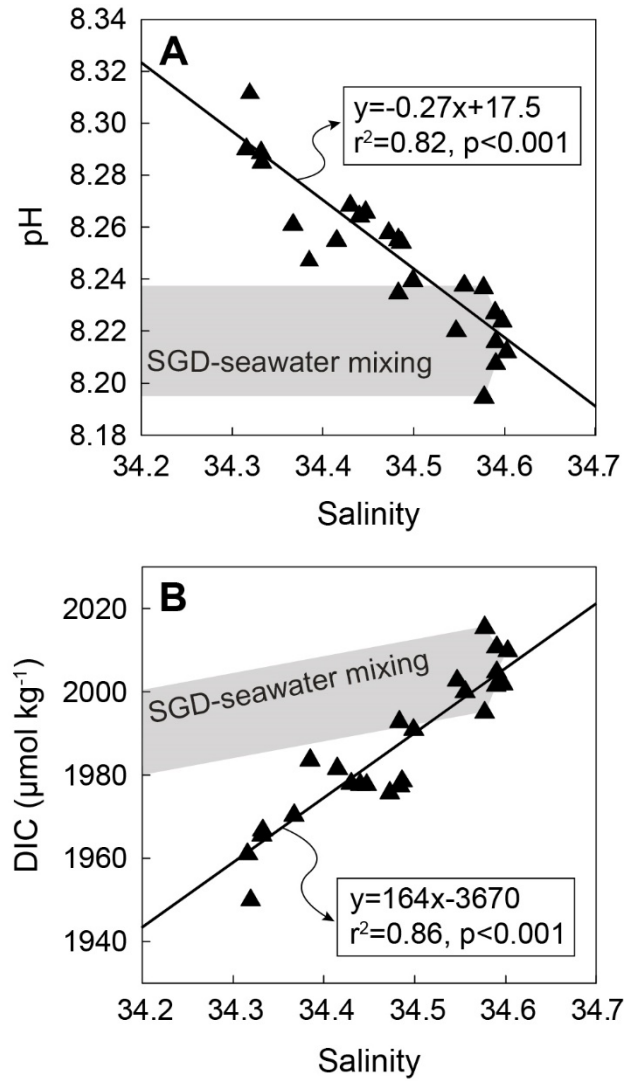 A
8.34
8.32
8.30
8.28
8.26
8.24
8.22
8.20
8.18
pH
y=-0.27x+17.5
r²=0.82, p<0.001
SGD-seawater mixing
34.2 34.3 34.4 34.5 34.6 34.7
Salinity
B
2020
2000
1980
1960
1940
DIC (µmol kg⁻¹)
SGD-seawater mixing
y=164x-3670
r²=0.86, p<0.001
34.2 34.3 34.4 34.5 34.6 34.7
Salinity